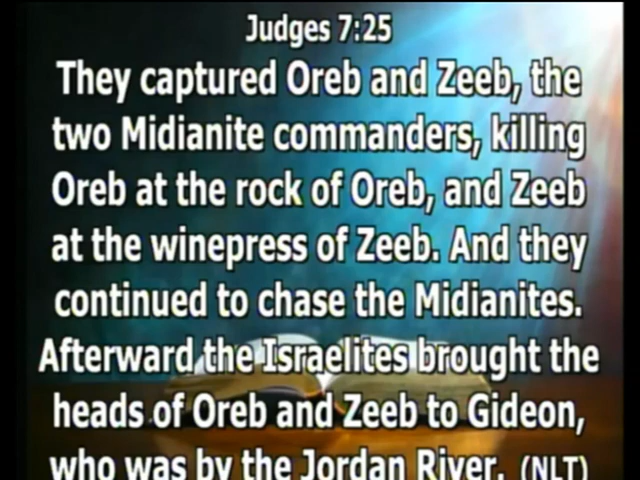 Judges 7:25
They captured Oreb and Zeeb, the
two Midianite commanders, killing
Oreb at the rock of Oreb, and Zeeb
at the winepress of Zeeb. And they
continued to chase the Midianites.
Afterward the Israelites brought the
heads of Oreb and Zeeb to Gideon,
who was by the Jordan River. (NLT)